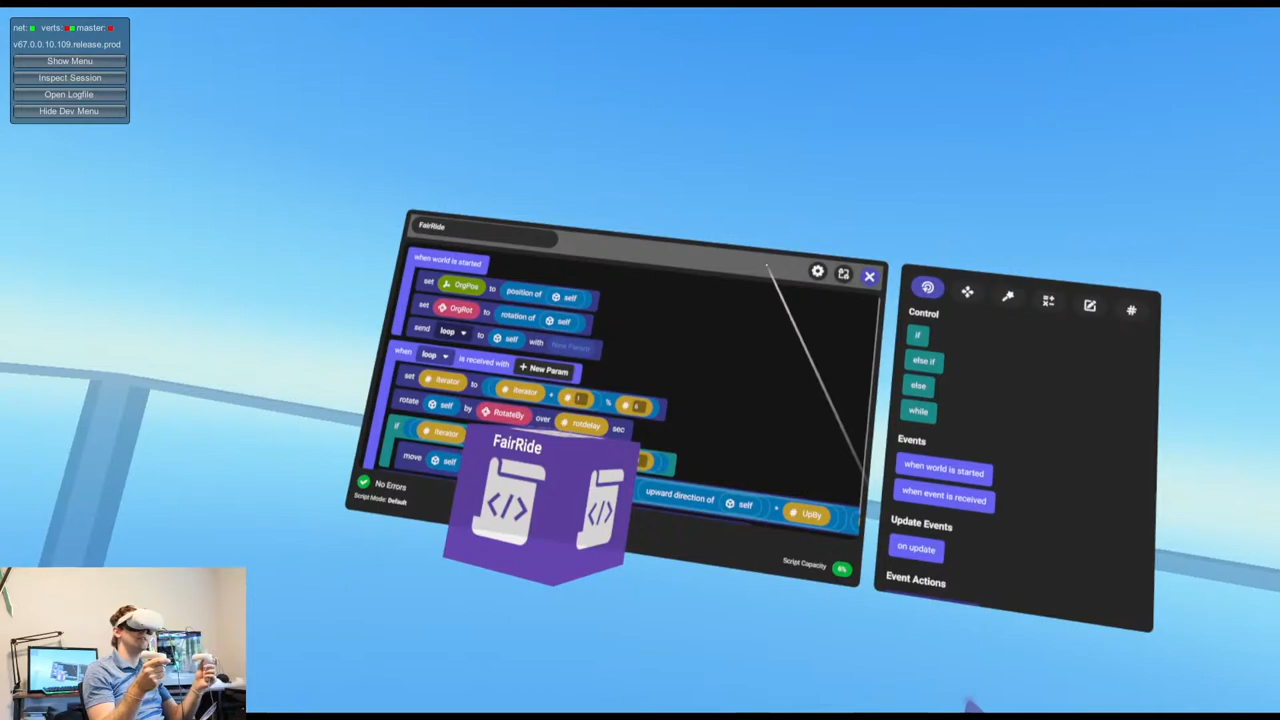 net: verts: master:
v67.0.0.10.109.release.prod
Show Menu
Inspect Session
Open Logfile
Hide Dev Menu
FairRide
when world is started
set OrgPos to position of self
set OrgRot to rotation of self
send loop to self with New Param
when loop is received with + New Param
set iterator to iterator + 1 % 6
rotate self by RotateBy over rotdelay sec
if iterator
move self upward direction of self * UpBy
No Errors
Script Mode: Default
Script Capacity
FairRide
Control
if
else if
else
while
Events
when world is started
when event is received
Update Events
on update
Event Actions